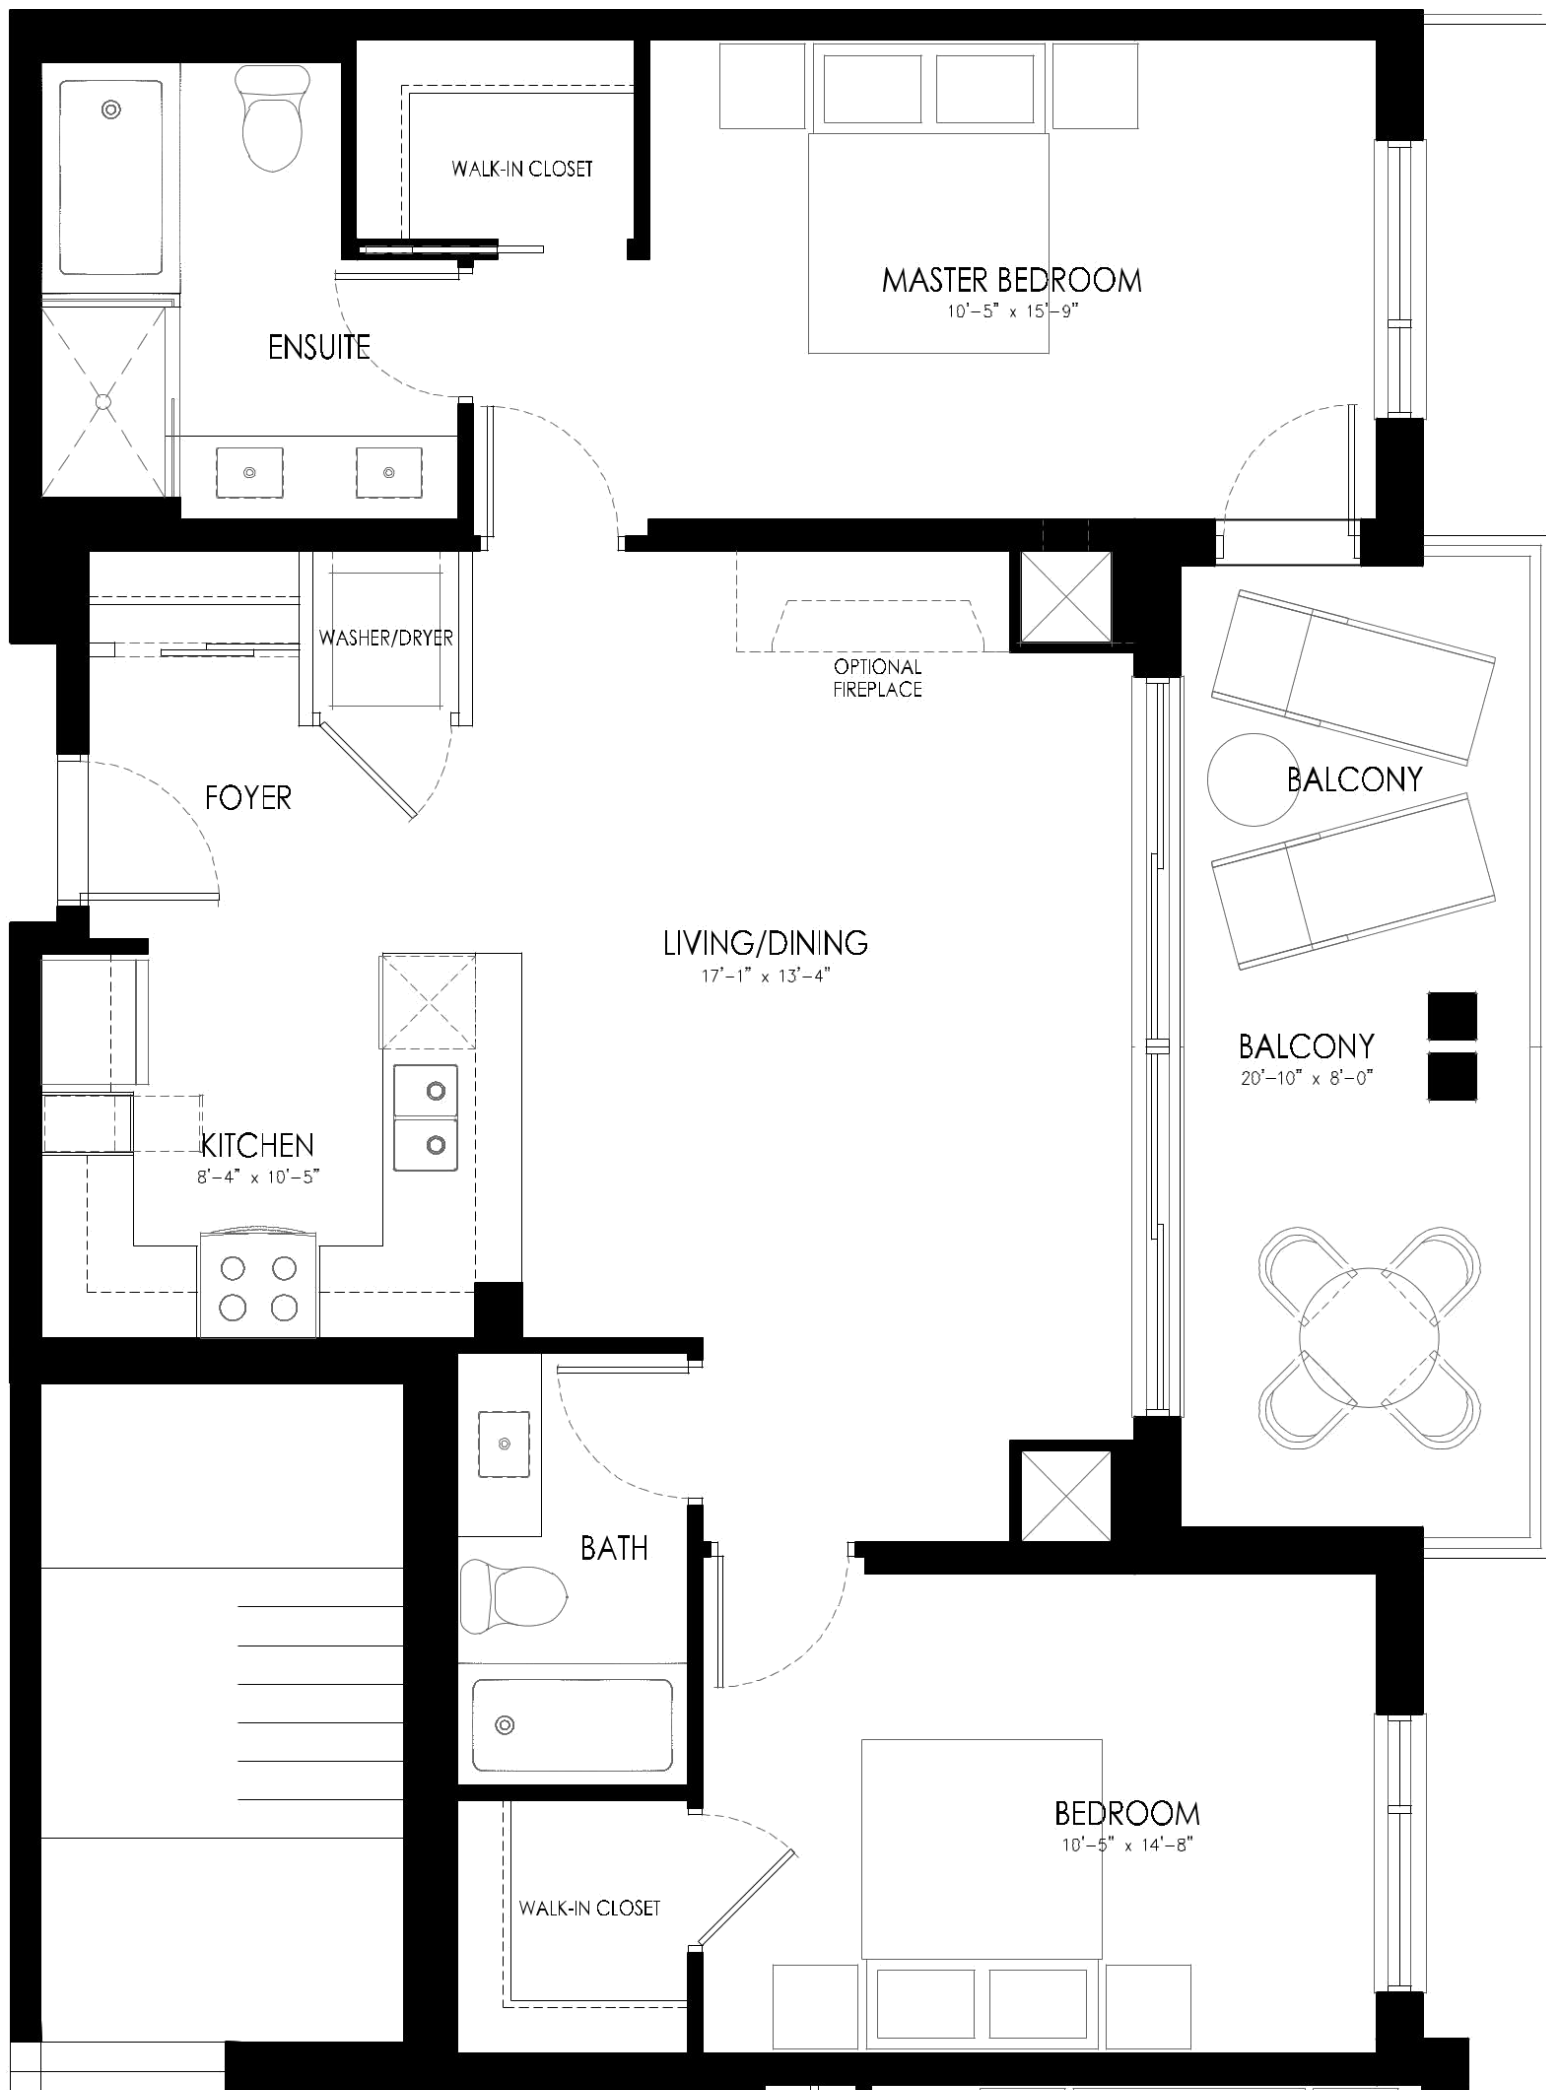 WALK-IN CLOSET
MASTER BEDROOM
10'-5" x 15'-9"
ENSUITE
WASHER/DRYER
OPTIONAL
FIREPLACE
FOYER
BALCONY
LIVING/DINING
17'-1" x 13'-4"
BALCONY
20'-10" x 8'-0"
KITCHEN
8'-4" x 10'-5"
BATH
BEDROOM
10'-5" x 14'-8"
WALK-IN CLOSET